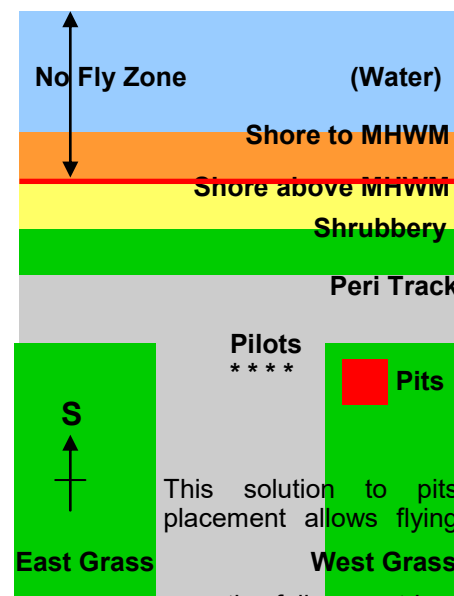 No Fly Zone (Water)
Shore to MHWM
Shore above MHWM
Shrubbery
Peri Track
Pilots
* * * *
Pits
S
This solution to pits
placement allows flying
East Grass West Grass